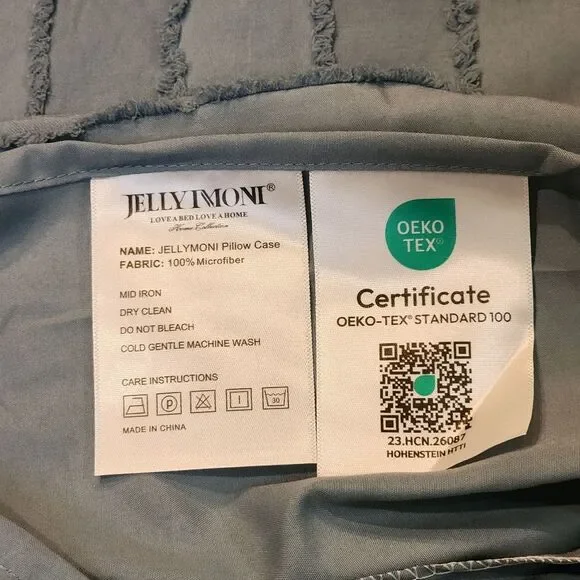 JELLYIMONI®
LOVE A BED LOVE A HOME
Home Collection
NAME: JELLYMONI Pillow Case
FABRIC: 100% Microfiber
MID IRON
DRY CLEAN
DO NOT BLEACH
COLD GENTLE MACHINE WASH
CARE INSTRUCTIONS
P
30
MADE IN CHINA
OEKO
TEX®
Certificate
OEKO-TEX® STANDARD 100
23.HCN.26087
HOHENSTEIN HTTI